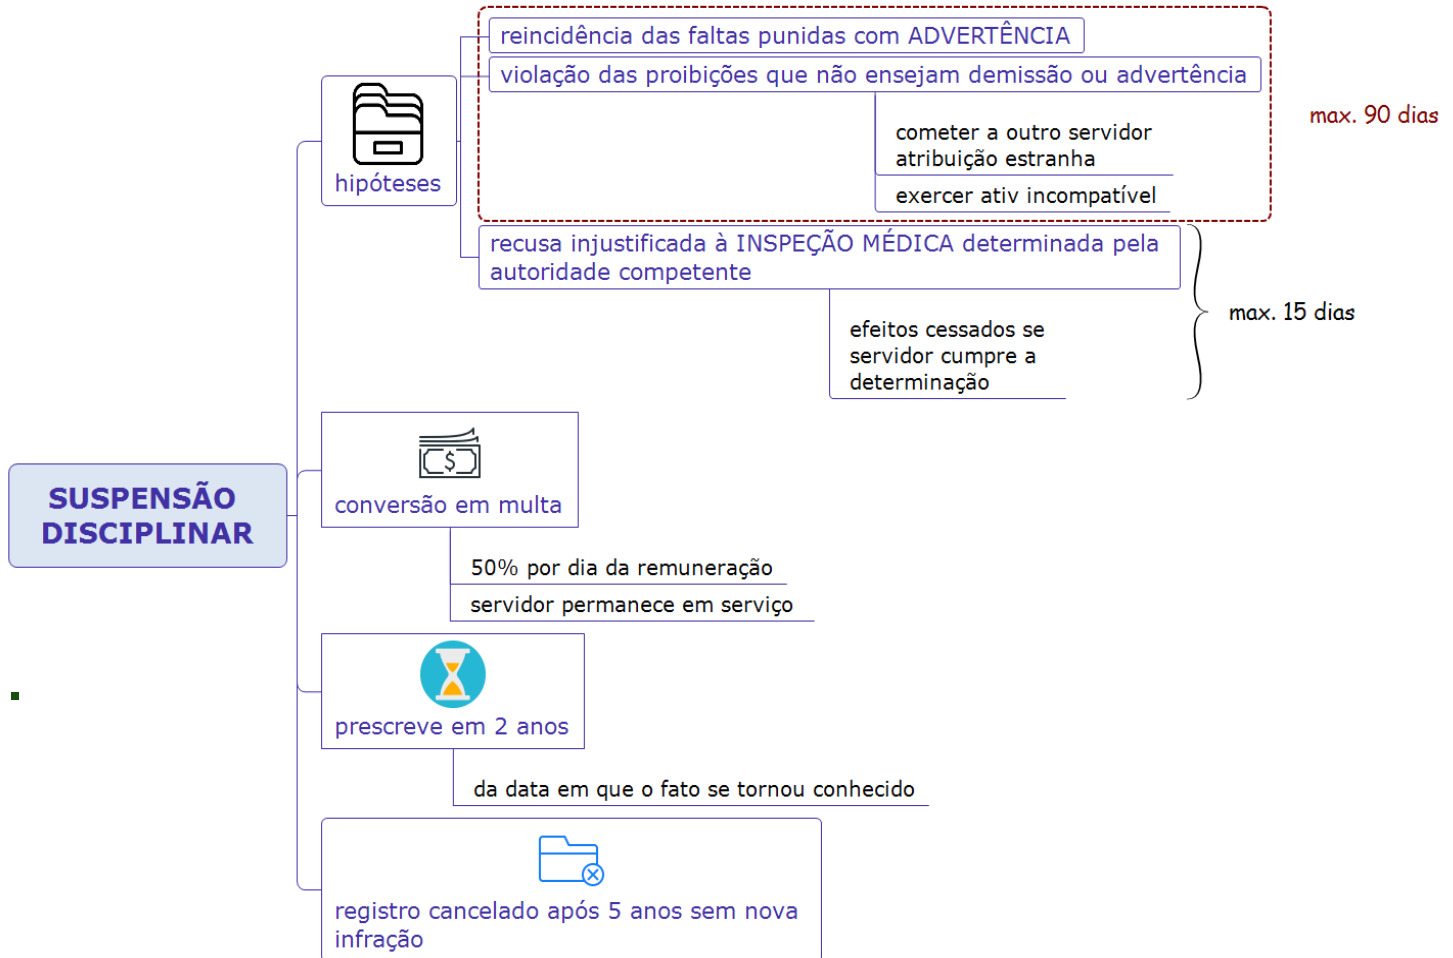 reincidência das faltas punidas com ADVERTÊNCIA
violação das proibições que não ensejam demissão ou advertência
max. 90 dias
cometer a outro servidor
atribuição estranha
hipóteses
exercer ativ incompatível
recusa injustificada à INSPEÇÃO MÉDICA determinada pela
autoridade competente
max. 15 dias
efeitos cessados se
servidor cumpre a
determinação
SUSPENSÃO
DISCIPLINAR
conversão em multa
50% por dia da remuneração
servidor permanece em serviço
prescreve em 2 anos
da data em que o fato se tornou conhecido
registro cancelado após 5 anos sem nova
infração